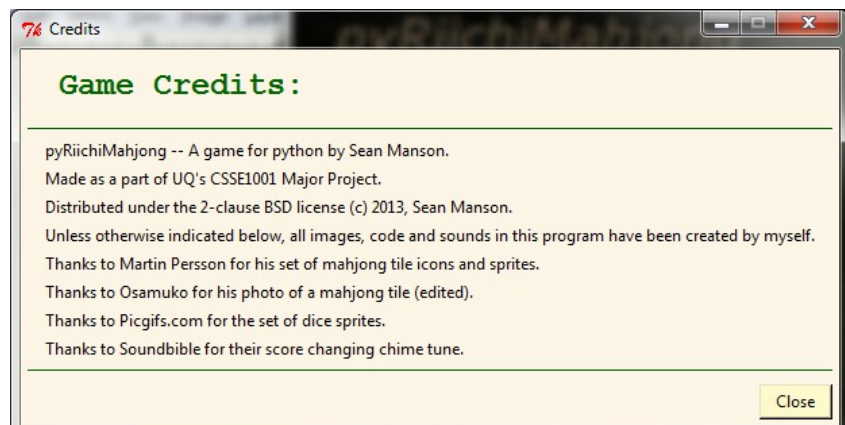 Credits
pyRiichiMahjong
Game Credits:
pyRiichiMahjong -- A game for python by Sean Manson.
Made as a part of UQ's CSSE1001 Major Project.
Distributed under the 2-clause BSD license (c) 2013, Sean Manson.
Unless otherwise indicated below, all images, code and sounds in this program have been created by myself.
Thanks to Martin Persson for his set of mahjong tile icons and sprites.
Thanks to Osamuko for his photo of a mahjong tile (edited).
Thanks to Picgifs.com for the set of dice sprites.
Thanks to Soundbible for their score changing chime tune.
Close